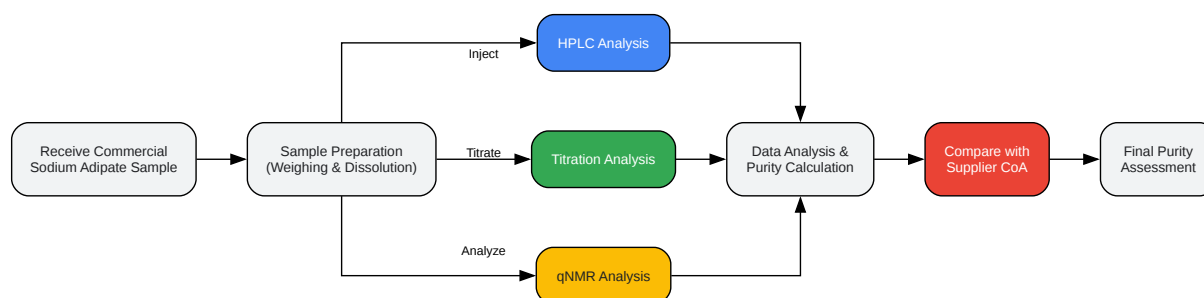 Receive Commercial
Sodium Adipate Sample
Sample Preparation
(Weighing & Dissolution)
Inject
HPLC Analysis
Titrate
Titration Analysis
Analyze
qNMR Analysis
Data Analysis &
Purity Calculation
Compare with
Supplier CoA
Final Purity
Assessment